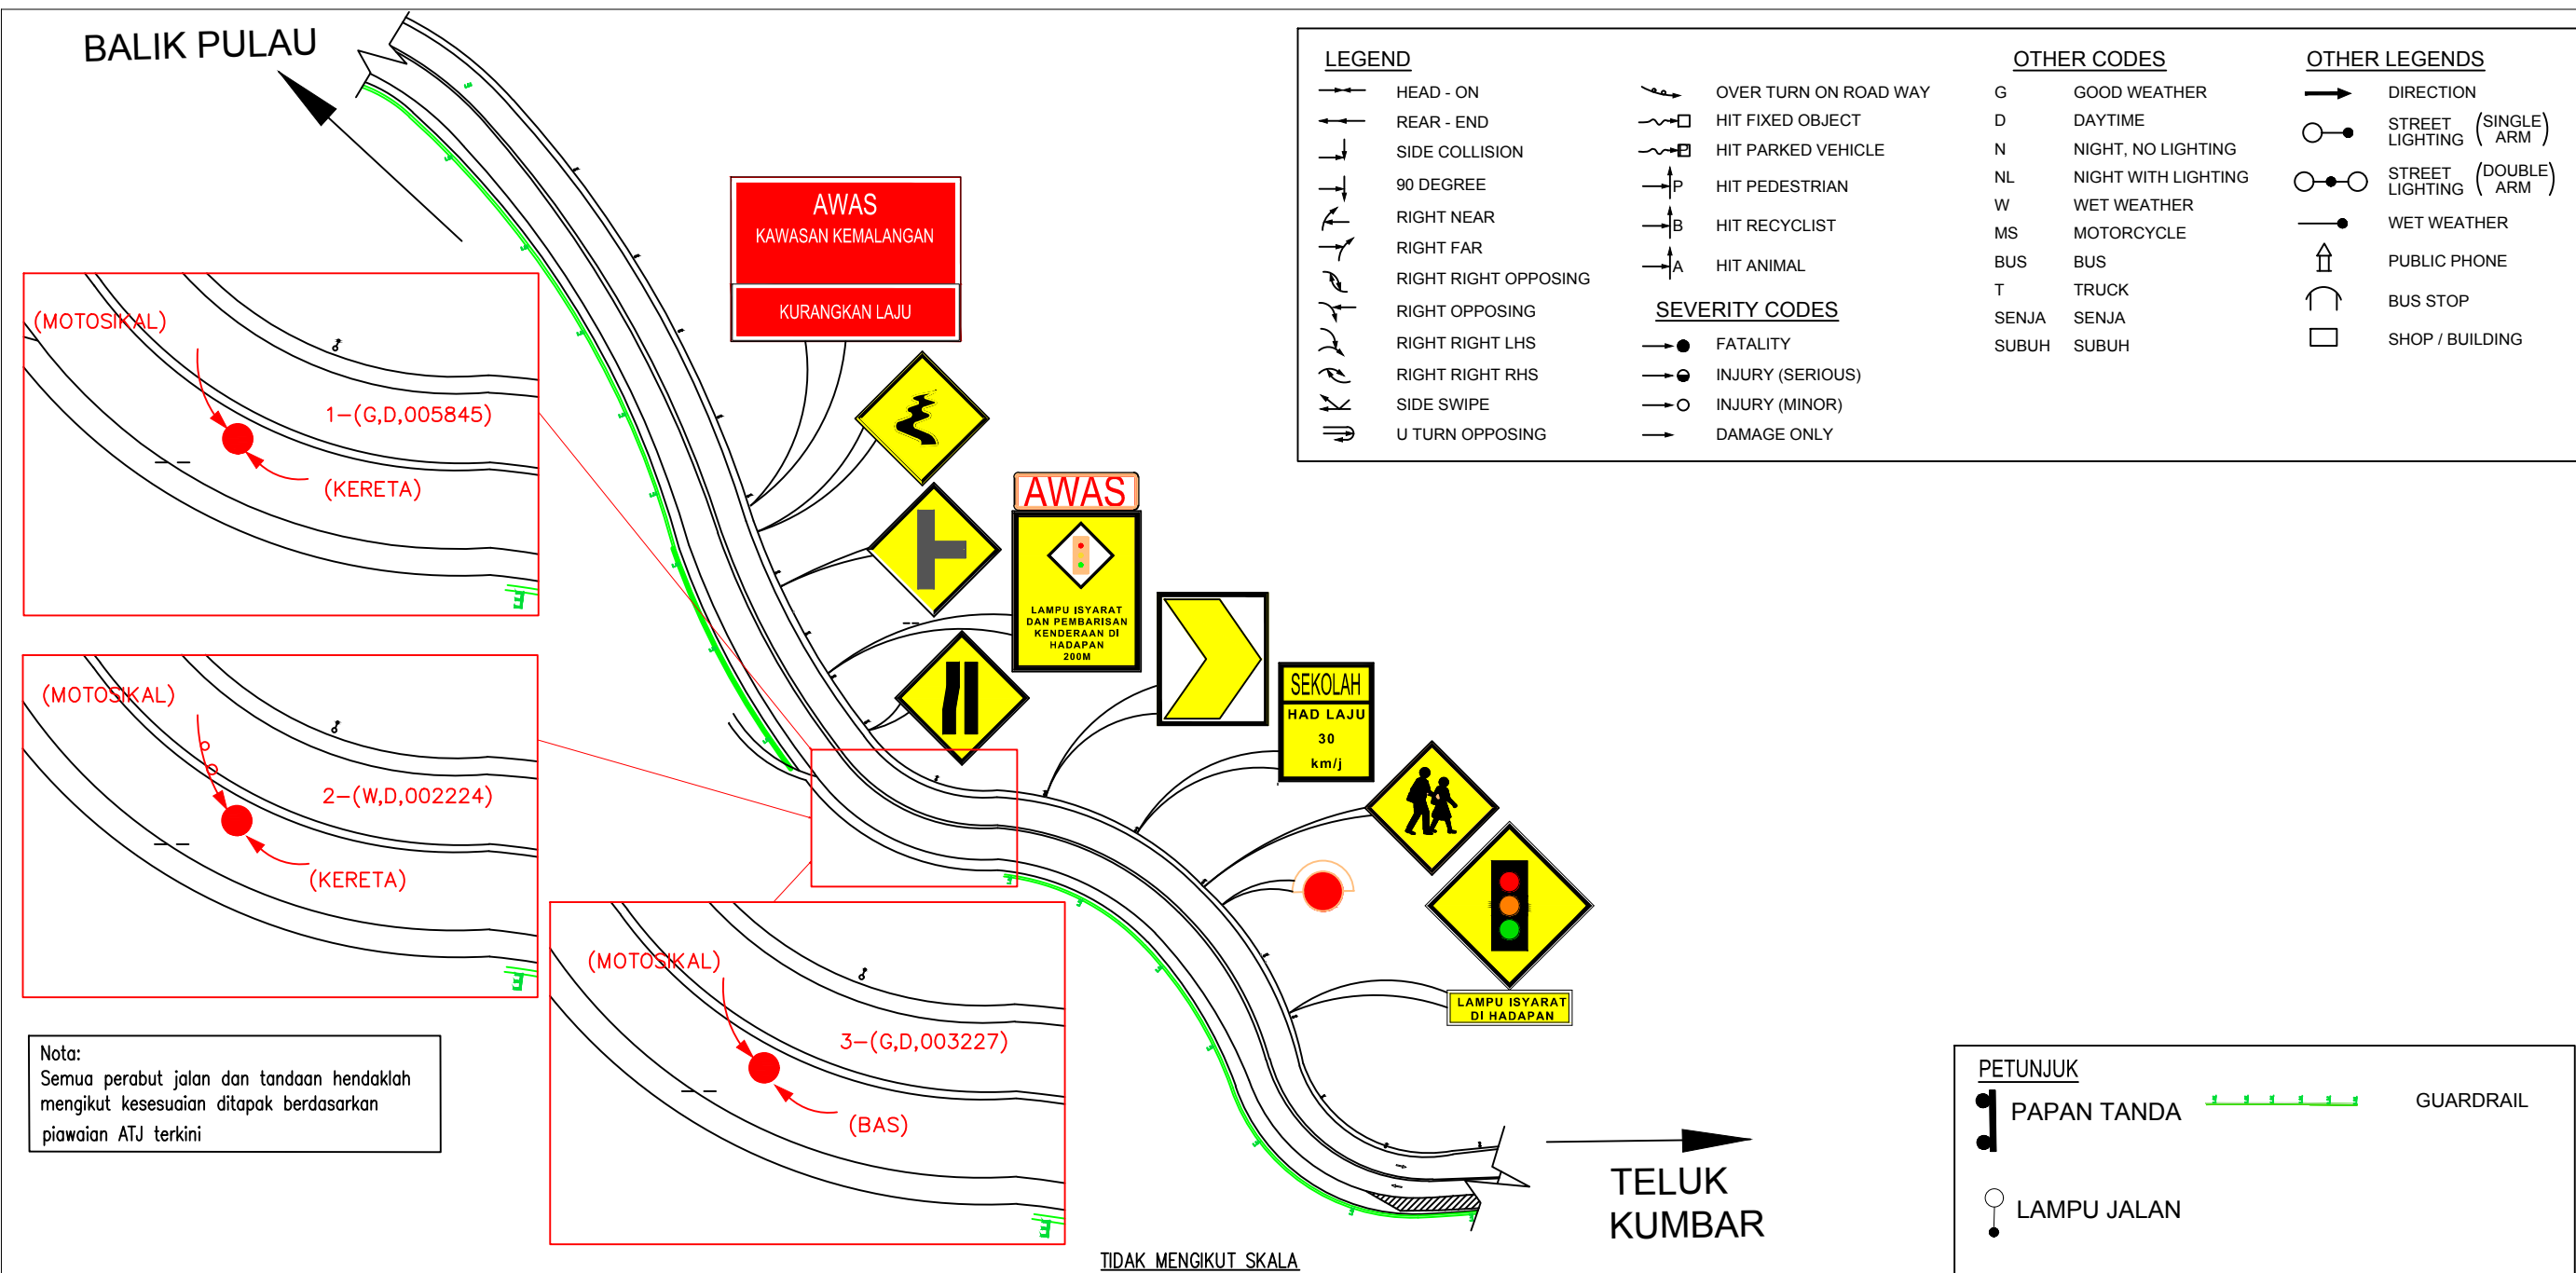 BALIK PULAU
LEGEND
HEAD - ON
REAR - END
SIDE COLLISION
90 DEGREE
RIGHT NEAR
RIGHT FAR
RIGHT RIGHT OPPOSING
RIGHT OPPOSING
RIGHT RIGHT LHS
RIGHT RIGHT RHS
SIDE SWIPE
U TURN OPPOSING
OVER TURN ON ROAD WAY
HIT FIXED OBJECT
P HIT PARKED VEHICLE
P HIT PEDESTRIAN
B HIT RECYCLIST
A HIT ANIMAL
SEVERITY CODES
FATALITY
INJURY (SERIOUS)
INJURY (MINOR)
DAMAGE ONLY
OTHER CODES
G GOOD WEATHER
D DAYTIME
N NIGHT, NO LIGHTING
NL NIGHT WITH LIGHTING
W WET WEATHER
MS MOTORCYCLE
BUS BUS
T TRUCK
SENJA SENJA
SUBUH SUBUH
OTHER LEGENDS
DIRECTION
STREET LIGHTING (SINGLE ARM)
STREET LIGHTING (DOUBLE ARM)
WET WEATHER
PUBLIC PHONE
BUS STOP
SHOP / BUILDING
AWAS
KAWASAN KEMALANGAN
KURANGKAN LAJU
(MOTOSIKAL)
1-(G,D,005845)
(KERETA)
AWAS
LAMPU ISYARAT
DAN PEMBARISAN
KENDERAAN DI
HADAPAN
200M
SEKOLAH
HAD LAJU
30
km/j
(MOTOSIKAL)
2-(W,D,002224)
(KERETA)
(MOTOSIKAL)
3-(G,D,003227)
(BAS)
LAMPU ISYARAT
DI HADAPAN
Nota:
Semua perabut jalan dan tandaan hendaklah
mengikut kesesuaian ditapak berdasarkan
piawaian ATJ terkini
TELUK
KUMBAR
PETUNJUK
PAPAN TANDA
GUARDRAIL
LAMPU JALAN
TIDAK MENGIKUT SKALA